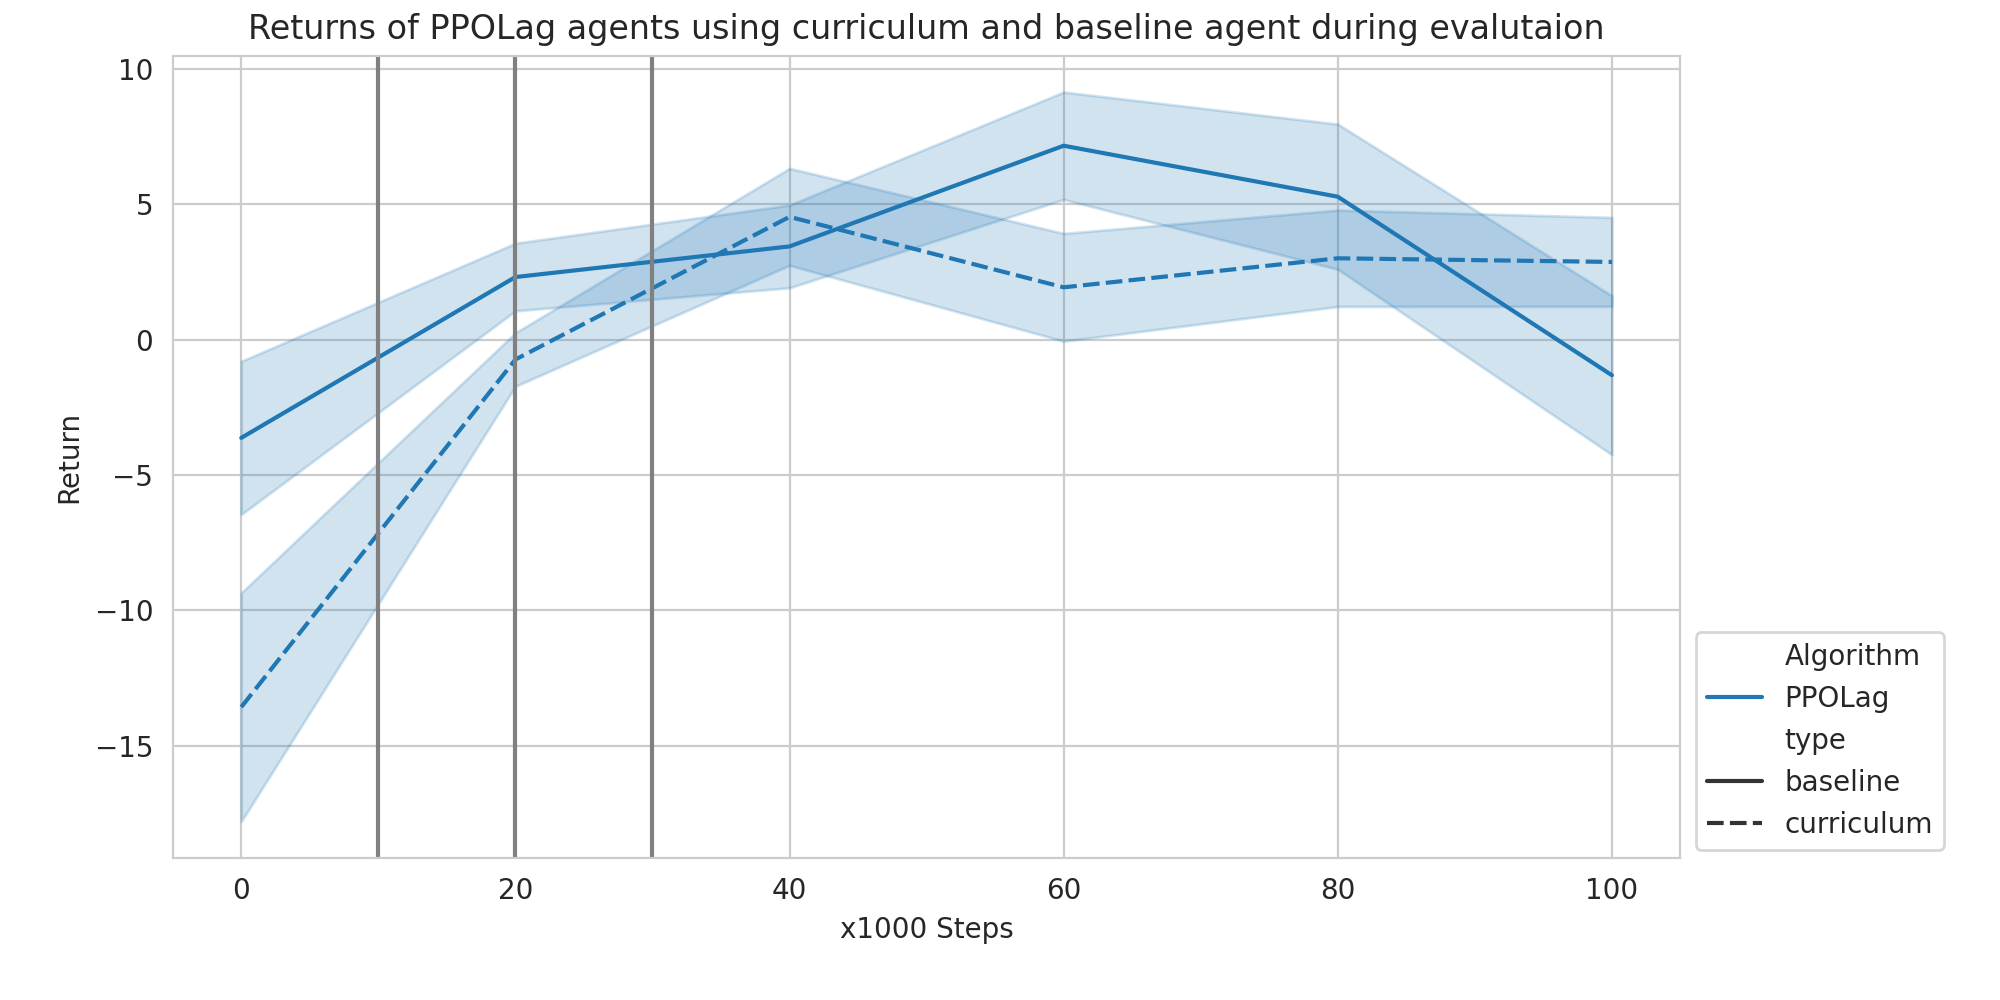 Returns of PPOLag agents using curriculum and baseline agent during evalutaion
10
5
0
−5
−10
−15
Return
0 20 40 60 80 100
x1000 Steps
Algorithm
PPOLag
type
baseline
curriculum